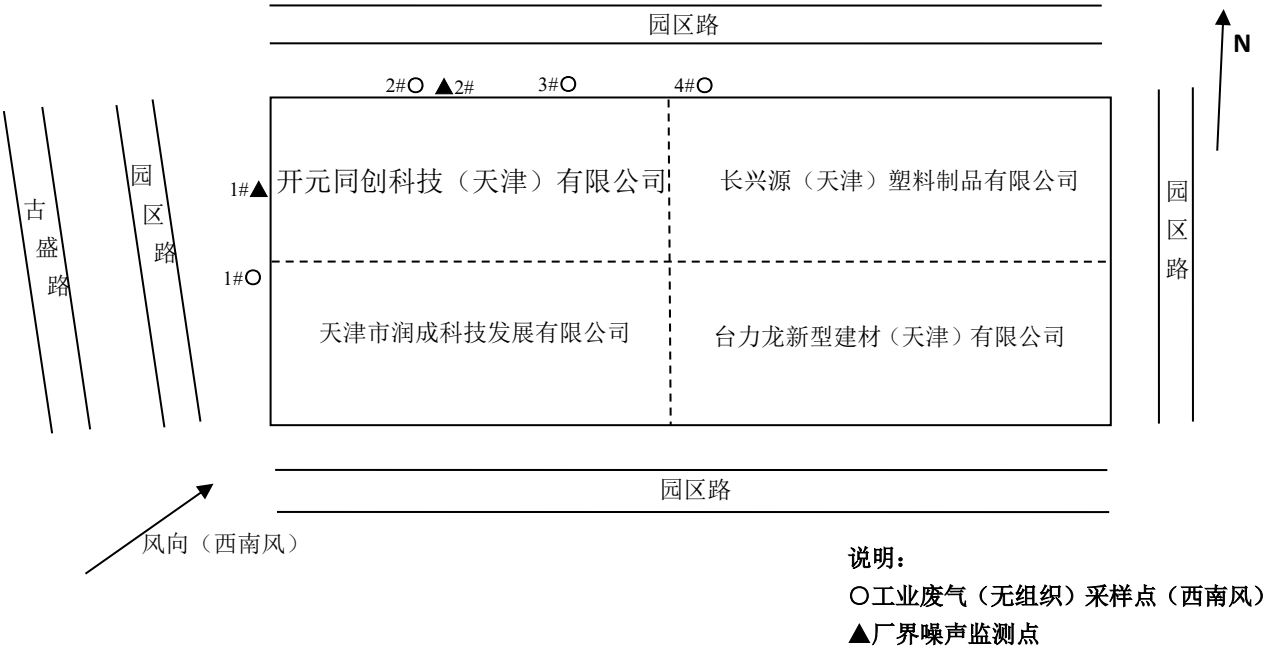 园区路
N
2#○ ▲2# 3#○ 4#○
1#▲
开元同创科技（天津）有限公司
长兴源（天津）塑料制品有限公司
园区路
园区路
古盛路
1#○
天津市润成科技发展有限公司
台力龙新型建材（天津）有限公司
园区路
风向（西南风）
说明：
○工业废气（无组织）采样点（西南风）
▲厂界噪声监测点